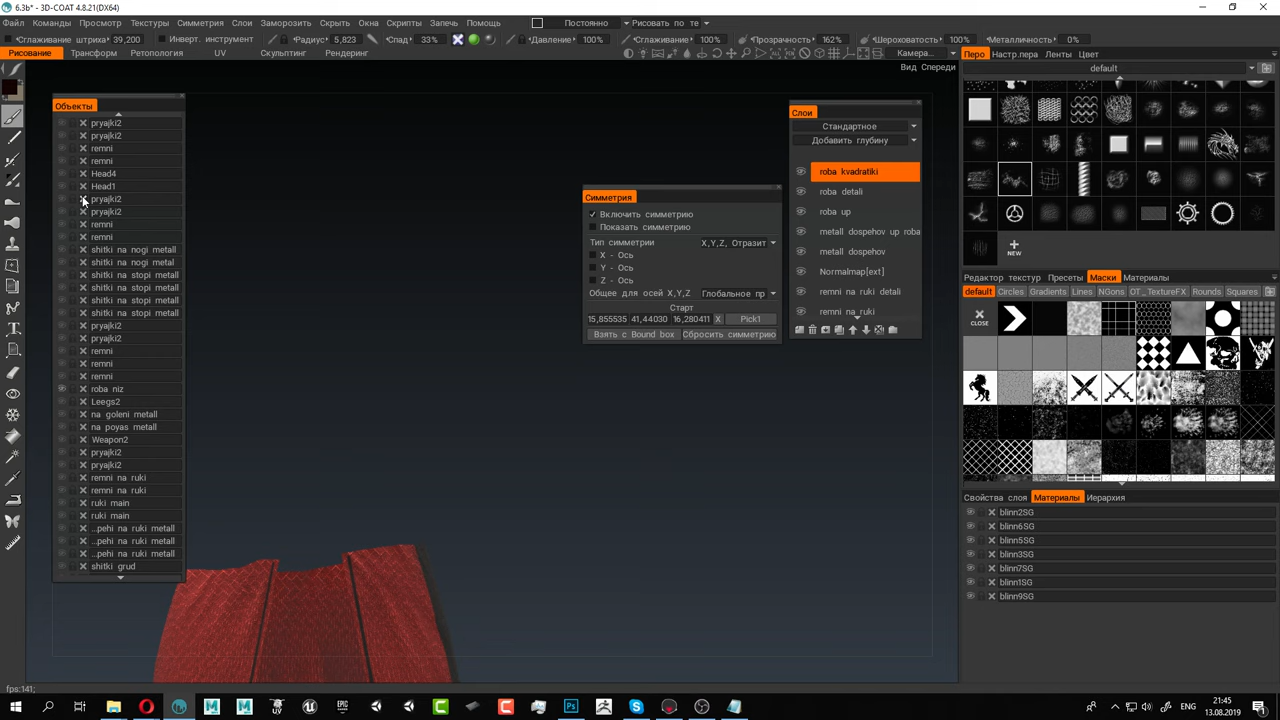 6.3b* - 3D-COAT 4.8.21(DX64)
Файл Команды Просмотр Текстуры Симметрия Слои Заморозить Скрыть Окна Скрипты Запечь Помощь Постоянно Рисовать по те
Сглаживание штриха 39,200 Инверт. инструмент Радиус 5,823 Спад 33% Давление 100% Сглаживание 100% Прозрачность 162% Шероховатость 100% Металличность 0%
Рисование Трансформ Ретопология UV Скульптинг Рендеринг Камера...
Перо Настр.пера Ленты Цвет
Вид Спереди
default
Объекты
pryajki2
pryajki2
remni
remni
Head4
Head1
pryajki2
pryajki2
remni
remni
shitki na nogi metall
shitki na nogi metal
shitki na stopi metall
shitki na stopi metall
shitki na stopi metall
shitki na stopi metall
pryajki2
pryajki2
remni
remni
remni
roba niz
Leegs2
na goleni metall
na poyas metall
Weapon2
pryajki2
pryajki2
remni na ruki
remni na ruki
ruki main
ruki main
...pehi na ruki metall
...pehi na ruki metall
...pehi na ruki metall
shitki grud
Симметрия
Включить симметрию
Показать симметрию
Тип симметрии X,Y,Z, Отразит
X - Ось
Y - Ось
Z - Ось
Общее для осей X,Y,Z Глобальное пр
Старт
15,855535 41,44030 16,280411 X Pick1
Взять с Bound box Сбросить симметрию
Слои
Стандартное
Добавить глубину
roba kvadratiki
roba detali
roba up
metall dospehov up roba
metall dospehov
Normalmap[ext]
remni na ruki detali
remni na ruki
NEW
Редактор текстур Пресеты Маски Материалы
default Circles Gradients Lines NGons OT_TextureFX Rounds Squares
CLOSE
Свойства слоя Материалы Иерархия
blinn2SG
blinn6SG
blinn5SG
blinn3SG
blinn7SG
blinn1SG
blinn9SG
fps:141;
ENG
21:45
13.08.2019